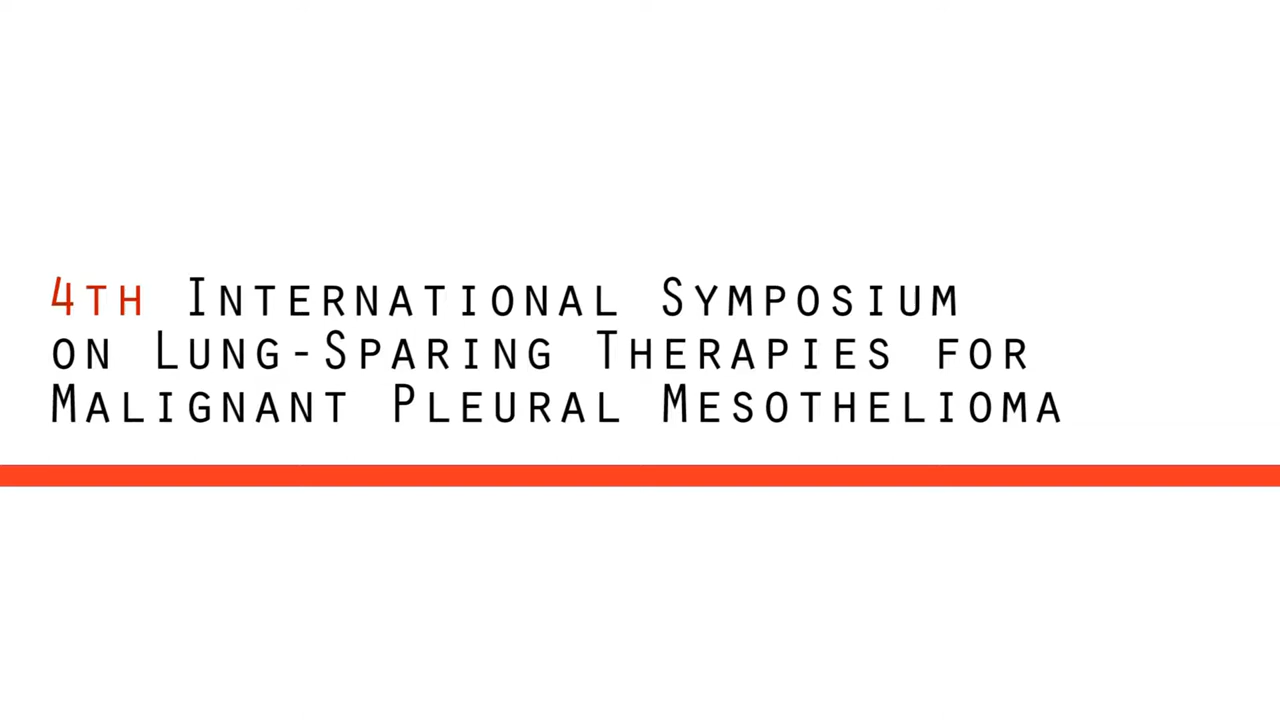 4th International Symposium
on Lung-Sparing Therapies for
Malignant Pleural Mesothelioma